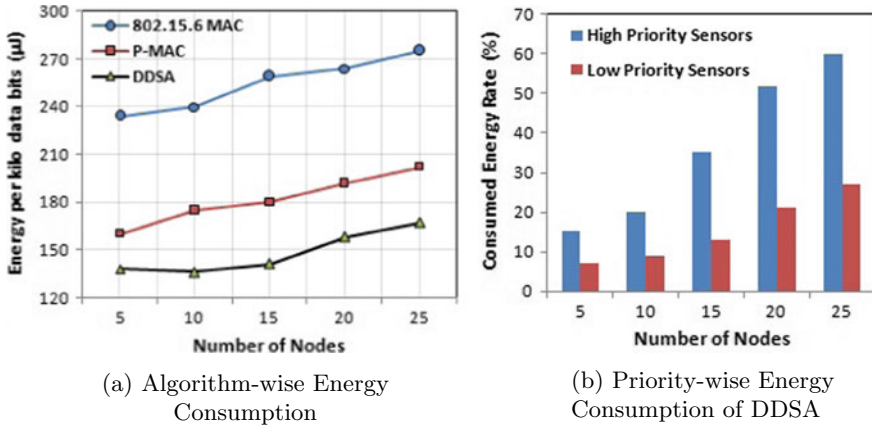 300
270
240
210
180
150
120
Energy per kilo data bits (µJ)
802.15.6 MAC
P-MAC
DDSA
5 10 15 20 25
Number of Nodes
(a) Algorithm-wise Energy
Consumption
70
60
50
40
30
20
10
0
Consumed Energy Rate (%)
High Priority Sensors
Low Priority Sensors
5 10 15 20 25
Number of Nodes
(b) Priority-wise Energy
Consumption of DDSA